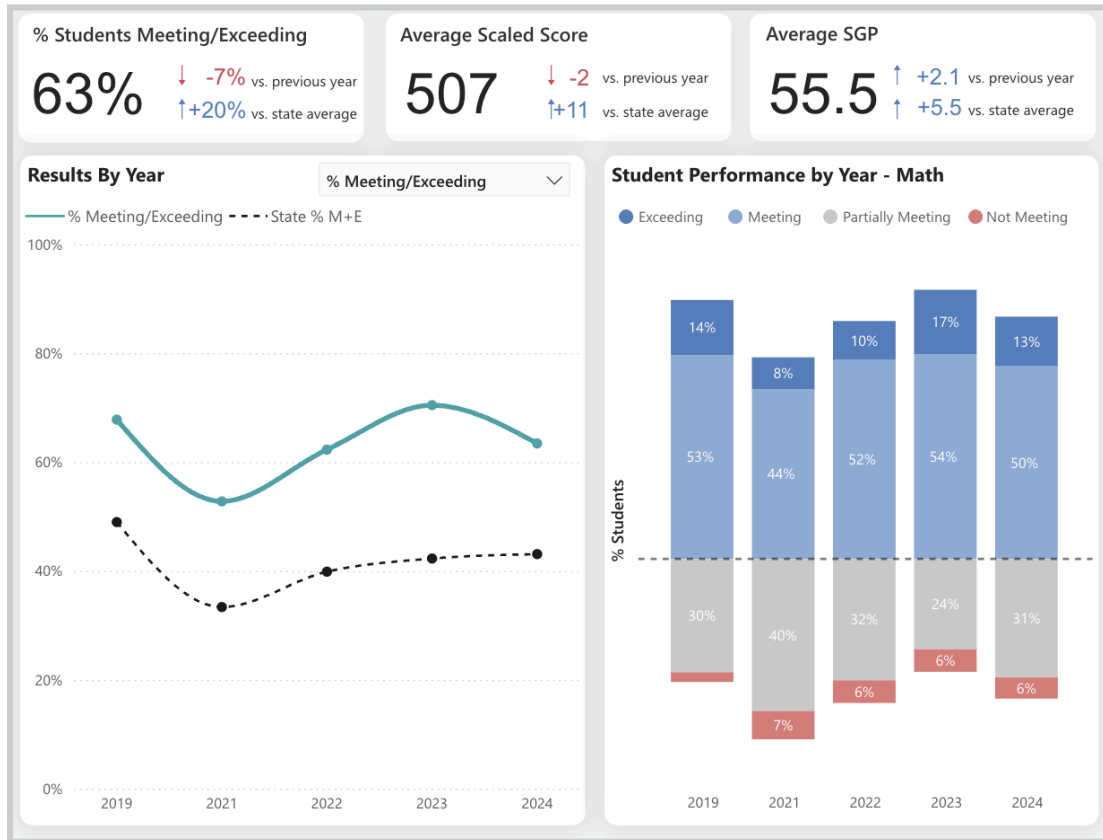 % Students Meeting/Exceeding
63%
-7% vs. previous year
+20% vs. state average
Average Scaled Score
507
-2 vs. previous year
+11 vs. state average
Average SGP
55.5
+2.1 vs. previous year
+5.5 vs. state average
Results By Year
% Meeting/Exceeding
% Meeting/Exceeding
State % M+E
100%
80%
60%
40%
20%
0%
2019 2021 2022 2023 2024
Student Performance by Year - Math
Exceeding Meeting Partially Meeting Not Meeting
% Students
14% 8% 10% 17% 13%
53% 44% 52% 54% 50%
30% 40% 32% 24% 31%
7% 6% 6% 6%
2019 2021 2022 2023 2024